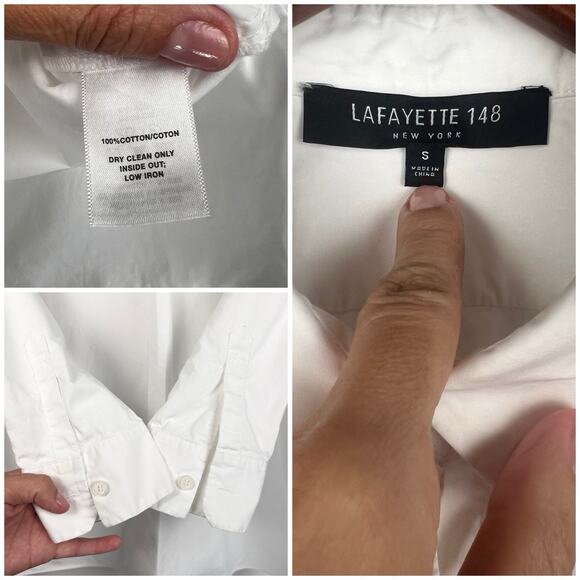 100%COTTON/COTON
DRY CLEAN ONLY
INSIDE OUT;
LOW IRON
LAFAYETTE 148
NEW YORK
S
MADE IN
CHINA